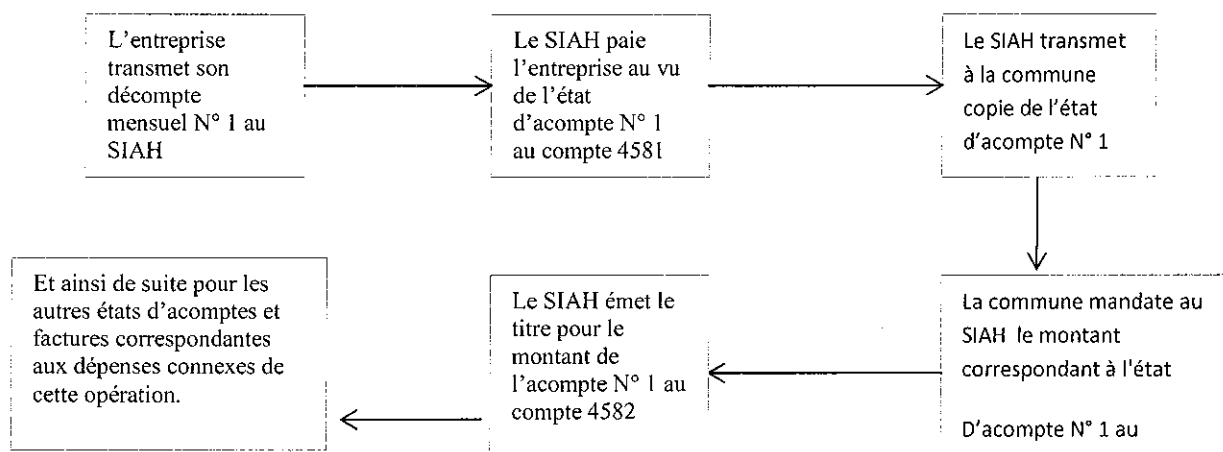 L'entreprise
transmet son
décompte
mensuel N° 1 au
SIAH
Le SIAH paie
l'entreprise au vu
de l'état
d'acompte N° 1
au compte 4581
Le SIAH transmet
à la commune
copie de l'état
d'acompte N° 1
La commune mandate au
SIAH le montant
correspondant à l'état
D'acompte N° 1 au
Le SIAH émet le
titre pour le
montant de
l'acompte N° 1 au
compte 4582
Et ainsi de suite pour les
autres états d'acomptes et
factures correspondantes
aux dépenses connexes de
cette opération.